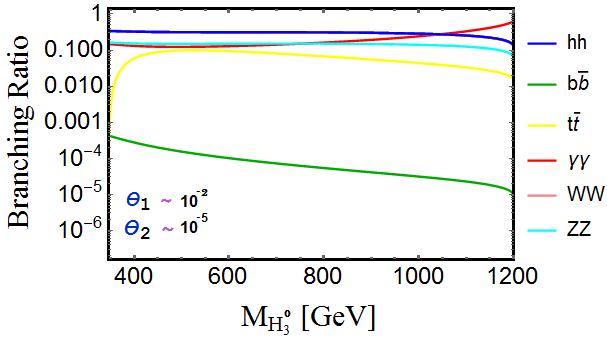 Branching Ratio
1
0.100
0.010
0.001
10⁻⁴
10⁻⁵
10⁻⁶
Θ₁ ~ 10⁻²
Θ₂ ~ 10⁻⁵
400 600 800 1000 1200
M_{H₃⁰} [GeV]
hh
bb̅
tt̅
γγ
WW
ZZ